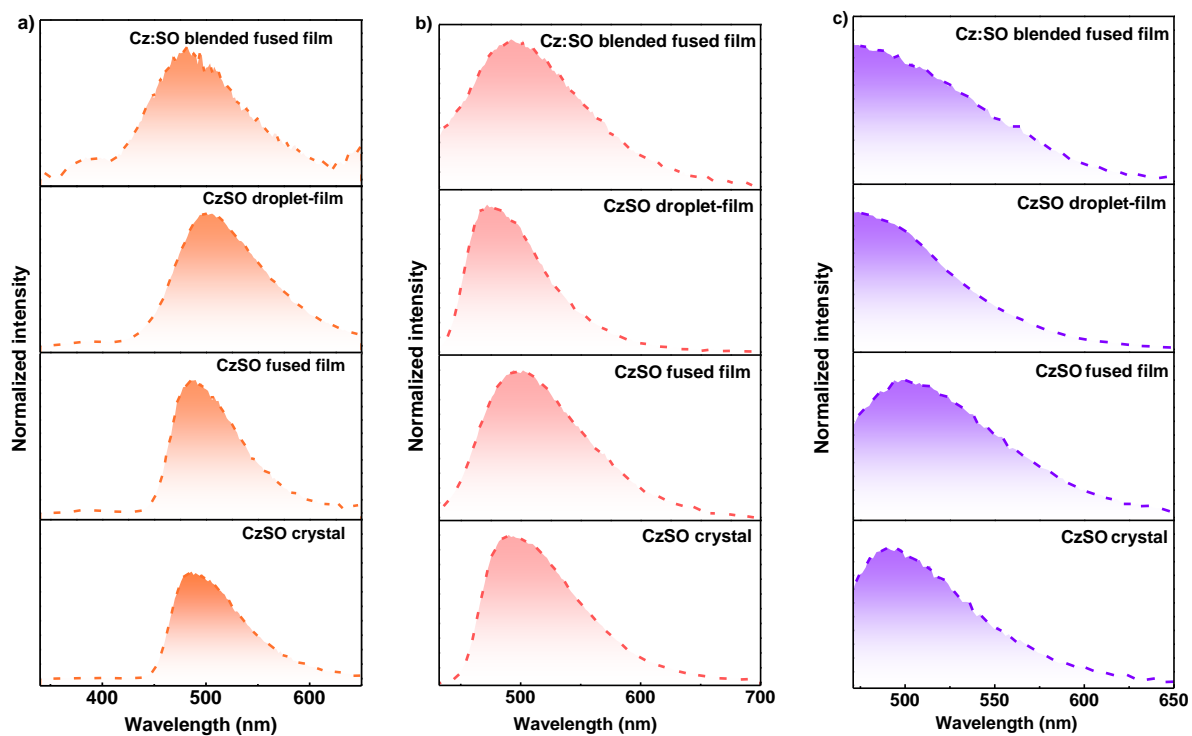 a)
Cz:SO blended fused film
CzSO droplet-film
CzSO fused film
CzSO crystal
Normalized intensity
400
500
600
Wavelength (nm)
b)
Cz:SO blended fused film
CzSO droplet-film
CzSO fused film
CzSO crystal
Normalized intensity
500
600
700
Wavelength (nm)
c)
Cz:SO blended fused film
CzSO droplet-film
CzSO fused film
CzSO crystal
Normalized intensity
500
550
600
650
Wavelength (nm)